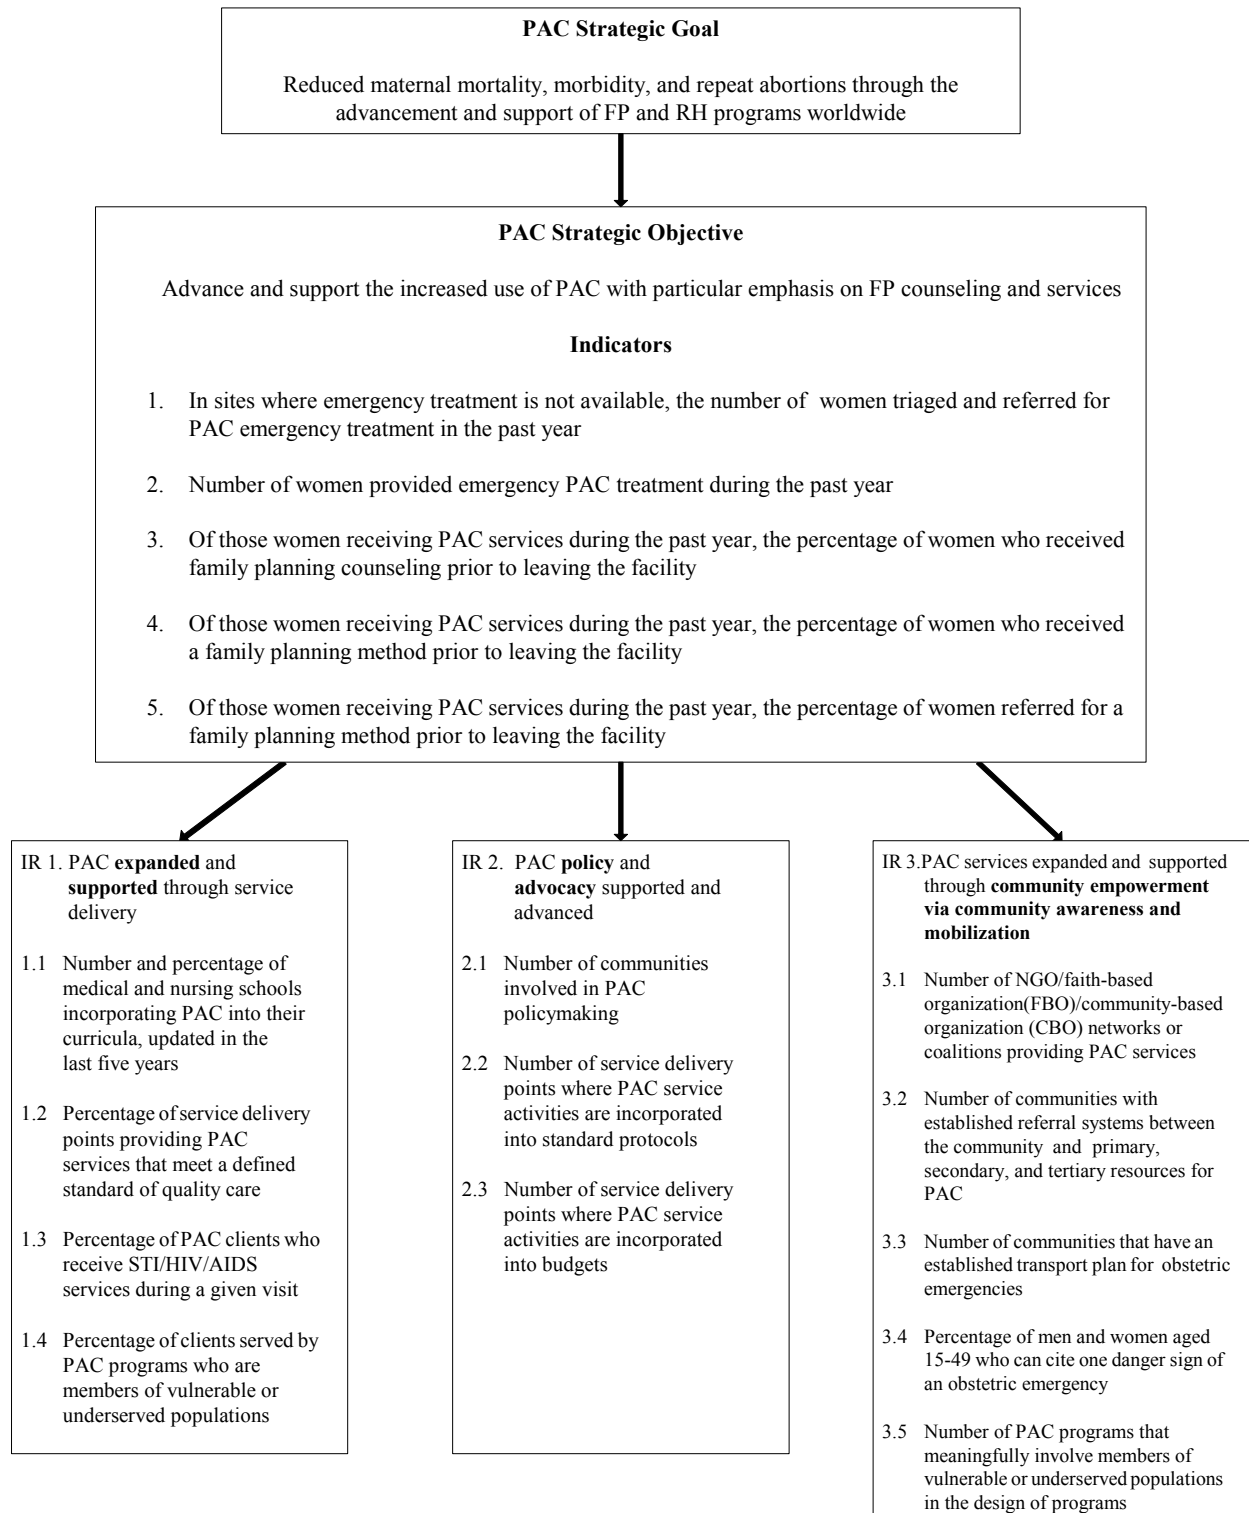 PAC Strategic Goal
Reduced maternal mortality, morbidity, and repeat abortions through the
advancement and support of FP and RH programs worldwide
PAC Strategic Objective
Advance and support the increased use of PAC with particular emphasis on FP counseling and services
Indicators
1. In sites where emergency treatment is not available, the number of women triaged and referred for
PAC emergency treatment in the past year
2. Number of women provided emergency PAC treatment during the past year
3. Of those women receiving PAC services during the past year, the percentage of women who received
family planning counseling prior to leaving the facility
4. Of those women receiving PAC services during the past year, the percentage of women who received
a family planning method prior to leaving the facility
5. Of those women receiving PAC services during the past year, the percentage of women referred for a
family planning method prior to leaving the facility
IR 1. PAC expanded and
supported through service
delivery
1.1 Number and percentage of
medical and nursing schools
incorporating PAC into their
curricula, updated in the
last five years
1.2 Percentage of service delivery
points providing PAC
services that meet a defined
standard of quality care
1.3 Percentage of PAC clients who
receive STI/HIV/AIDS
services during a given visit
1.4 Percentage of clients served by
PAC programs who are
members of vulnerable or
underserved populations
IR 2. PAC policy and
advocacy supported and
advanced
2.1 Number of communities
involved in PAC
policymaking
2.2 Number of service delivery
points where PAC service
activities are incorporated
into standard protocols
2.3 Number of service delivery
points where PAC service
activities are incorporated
into budgets
IR 3.PAC services expanded and supported
through community empowerment
via community awareness and
mobilization
3.1 Number of NGO/faith-based
organization(FBO)/community-based
organization (CBO) networks or
coalitions providing PAC services
3.2 Number of communities with
established referral systems between
the community and primary,
secondary, and tertiary resources for
PAC
3.3 Number of communities that have an
established transport plan for obstetric
emergencies
3.4 Percentage of men and women aged
15-49 who can cite one danger sign of
an obstetric emergency
3.5 Number of PAC programs that
meaningfully involve members of
vulnerable or underserved populations
in the design of programs